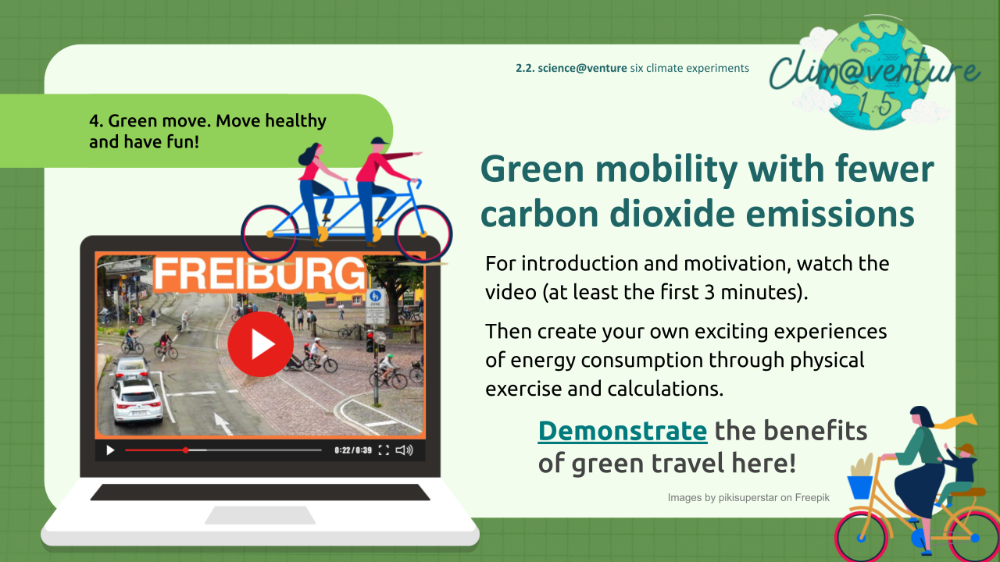 2.2. science@venture six climate experiments
Clim@venture
1.5
4. Green move. Move healthy
and have fun!
Green mobility with fewer
carbon dioxide emissions
FREIBURG
ZONE
0:22 / 0:39
For introduction and motivation, watch the
video (at least the first 3 minutes).
Then create your own exciting experiences
of energy consumption through physical
exercise and calculations.
Demonstrate the benefits
of green travel here!
Images by pikisuperstar on Freepik